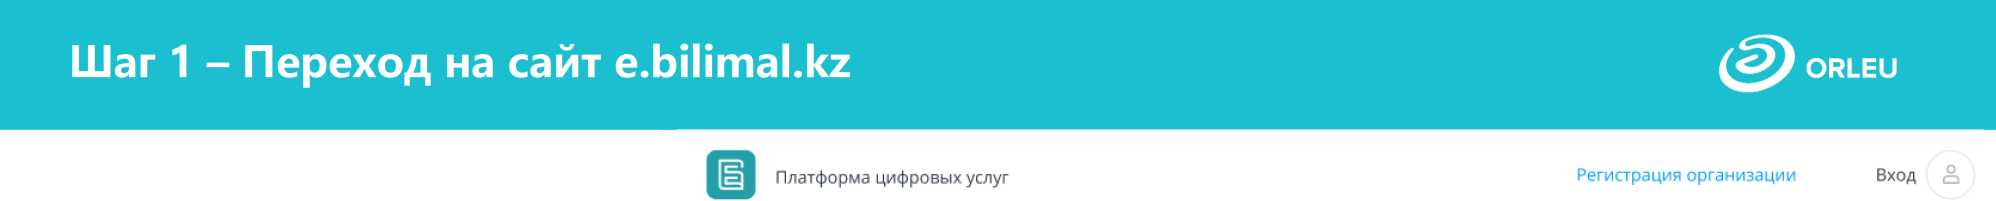 Шаг 1 – Переход на сайт e.bilimal.kz
ORLEU
Платформа цифровых услуг
Регистрация организации
Вход